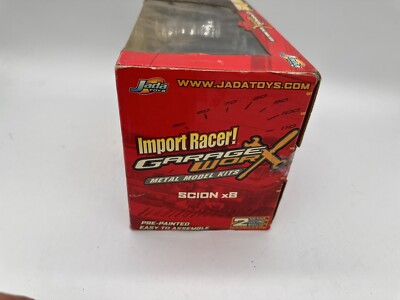 Jada
TOYS
WWW.JADATOYS.COM
Import Racer!
GARAGE
WORX
METAL MODEL KITS
SCION xB
PRE-PAINTED
EASY TO ASSEMBLE
2